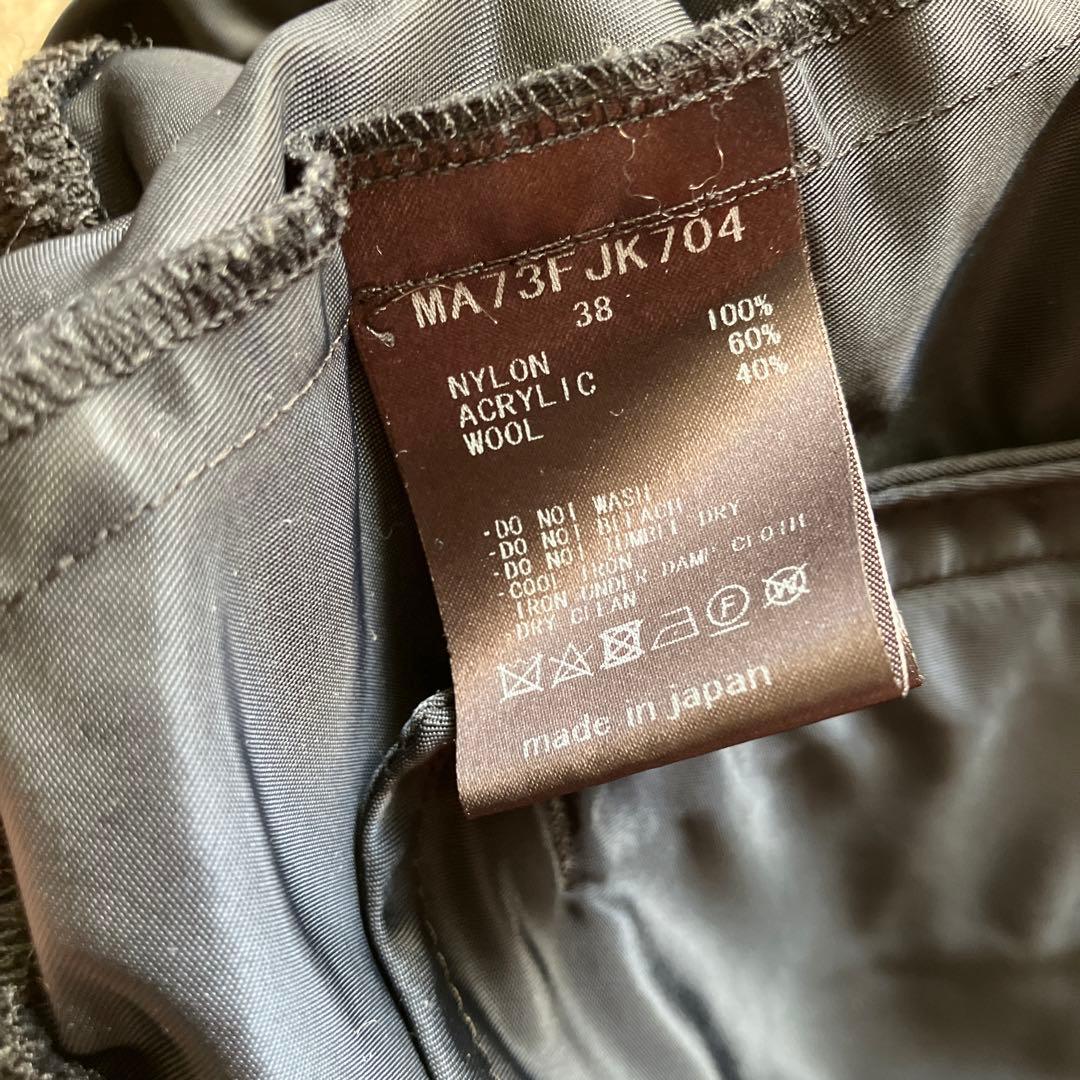 MA73FJK704
38
NYLON 100%
ACRYLIC 60%
WOOL 40%
-DO NOT WASH
-DO NOT BLEACH
-DO NOT TUMBLE DRY
-COOL IRON
IRON UNDER DAMP CLOTH
DRY CLEAN
F W
made in japan